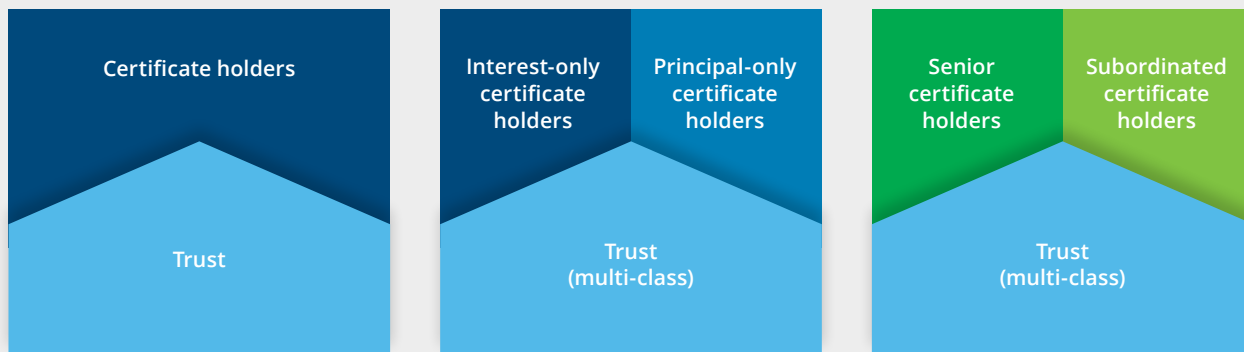 Certificate holders
Trust
Interest-only
certificate
holders
Principal-only
certificate
holders
Trust
(multi-class)
Senior
certificate
holders
Subordinated
certificate
holders
Trust
(multi-class)